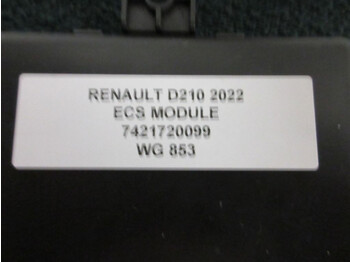 RENAULT D210 2022
ECS MODULE
7421720099
WG 853